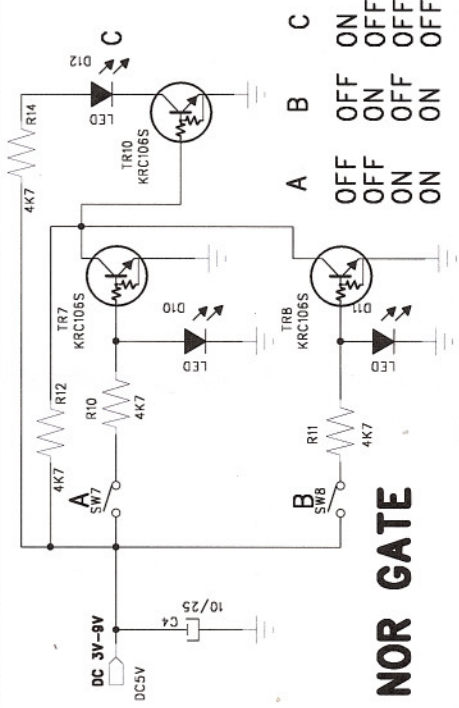 R14
4K7
D12
LED
C
TR10
KRC106S
R12
4K7
TR7
KRC106S
D10
LED
A
SW7
R10
4K7
DC 3V-9V
DC5V
C4
10/25
TR8
KRC106S
D11
LED
B
SW8
R11
4K7
NOR GATE
A B C
OFF OFF ON
OFF ON OFF
ON OFF OFF
ON ON OFF